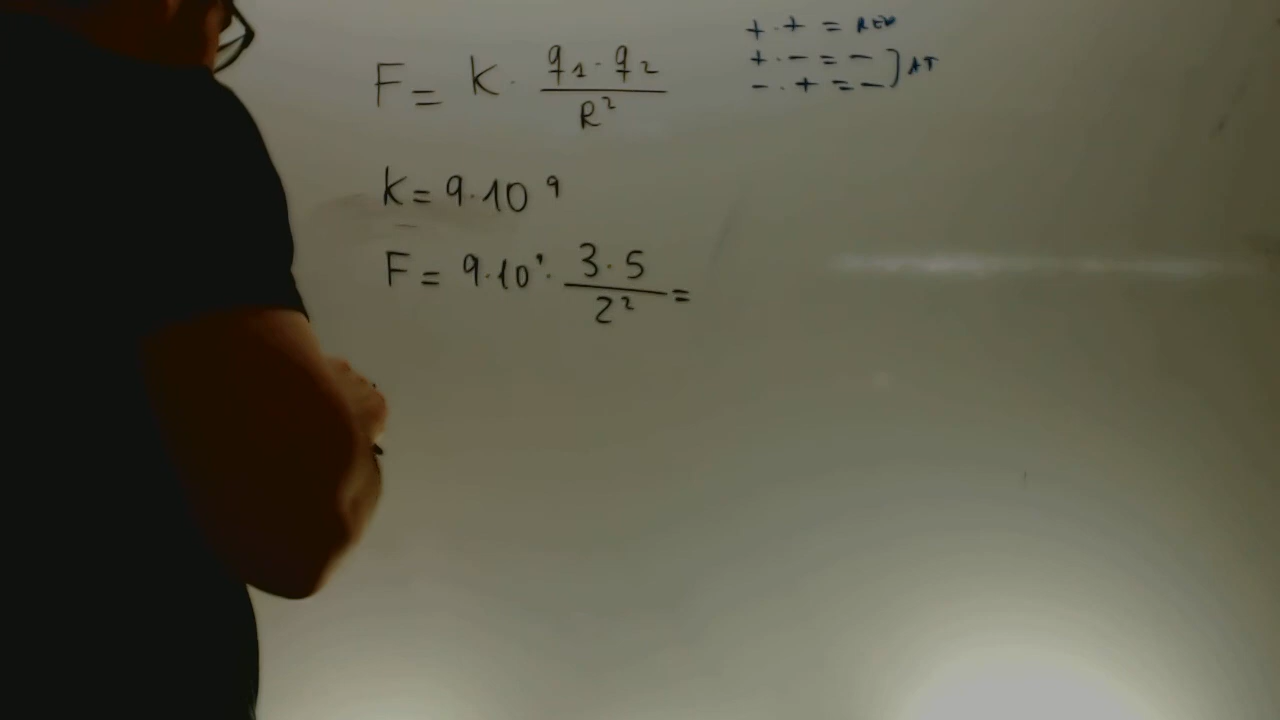 F = K · q1 · q2 / R²
+ · + = REP
+ · - = - ] AT
- · + = -
K = 9 · 10⁹
F = 9 · 10⁹ · 3 · 5 / 2² =